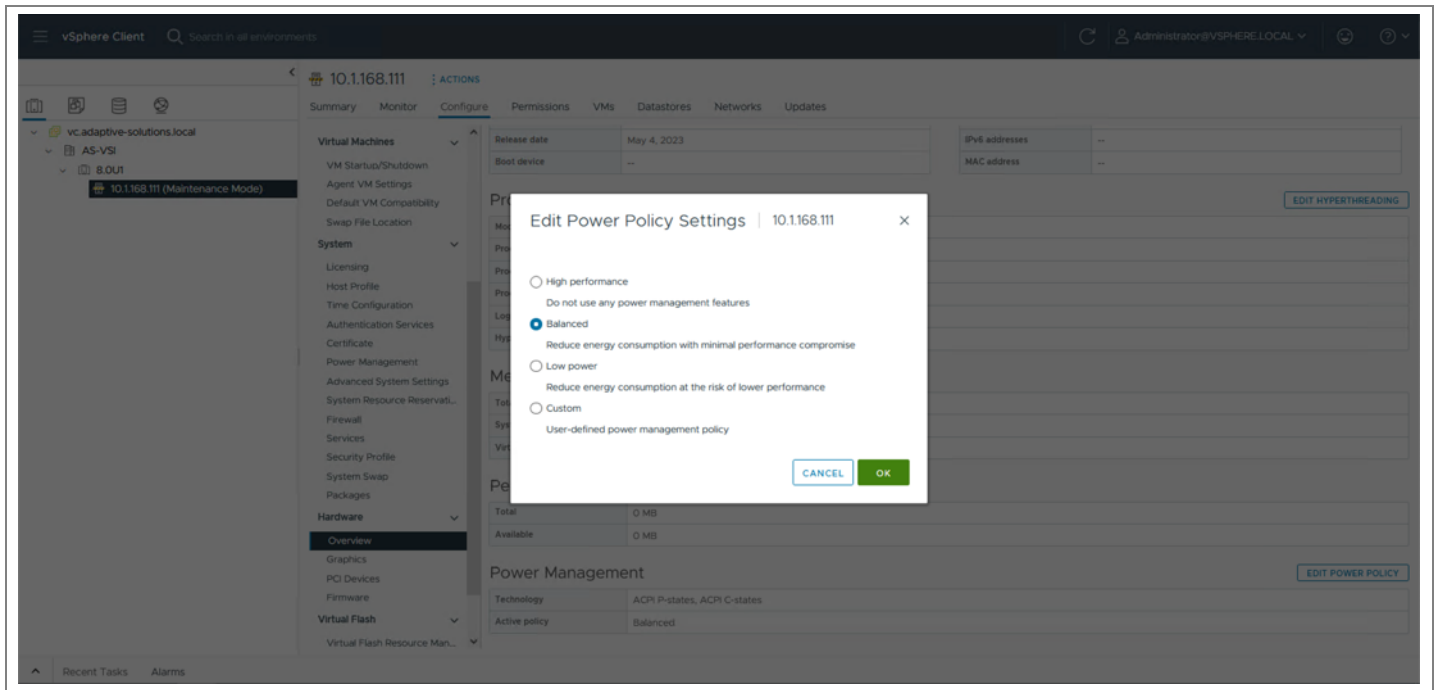 vSphere Client
Search in all environments
Administrator@VSPHERE.LOCAL
10.1.168.111
ACTIONS
Summary Monitor Configure Permissions VMs Datastores Networks Updates
vc.adaptive-solutions.local
AS-VSI
8.0U1
10.1.168.111 (Maintenance Mode)
Virtual Machines
VM Startup/Shutdown
Agent VM Settings
Default VM Compatibility
Swap File Location
System
Licensing
Host Profile
Time Configuration
Authentication Services
Certificate
Power Management
Advanced System Settings
System Resource Reservati...
Firewall
Services
Security Profile
System Swap
Packages
Hardware
Overview
Graphics
PCI Devices
Firmware
Virtual Flash
Virtual Flash Resource Man...
Release date May 4, 2023
Boot device --
IPv6 addresses --
MAC address --
EDIT HYPERTHREADING
Edit Power Policy Settings 10.1.168.111
High performance
Do not use any power management features
Balanced
Reduce energy consumption with minimal performance compromise
Low power
Reduce energy consumption at the risk of lower performance
Custom
User-defined power management policy
CANCEL OK
Total 0 MB
Available 0 MB
Power Management
EDIT POWER POLICY
Technology ACPI P-states, ACPI C-states
Active policy Balanced
Recent Tasks Alarms